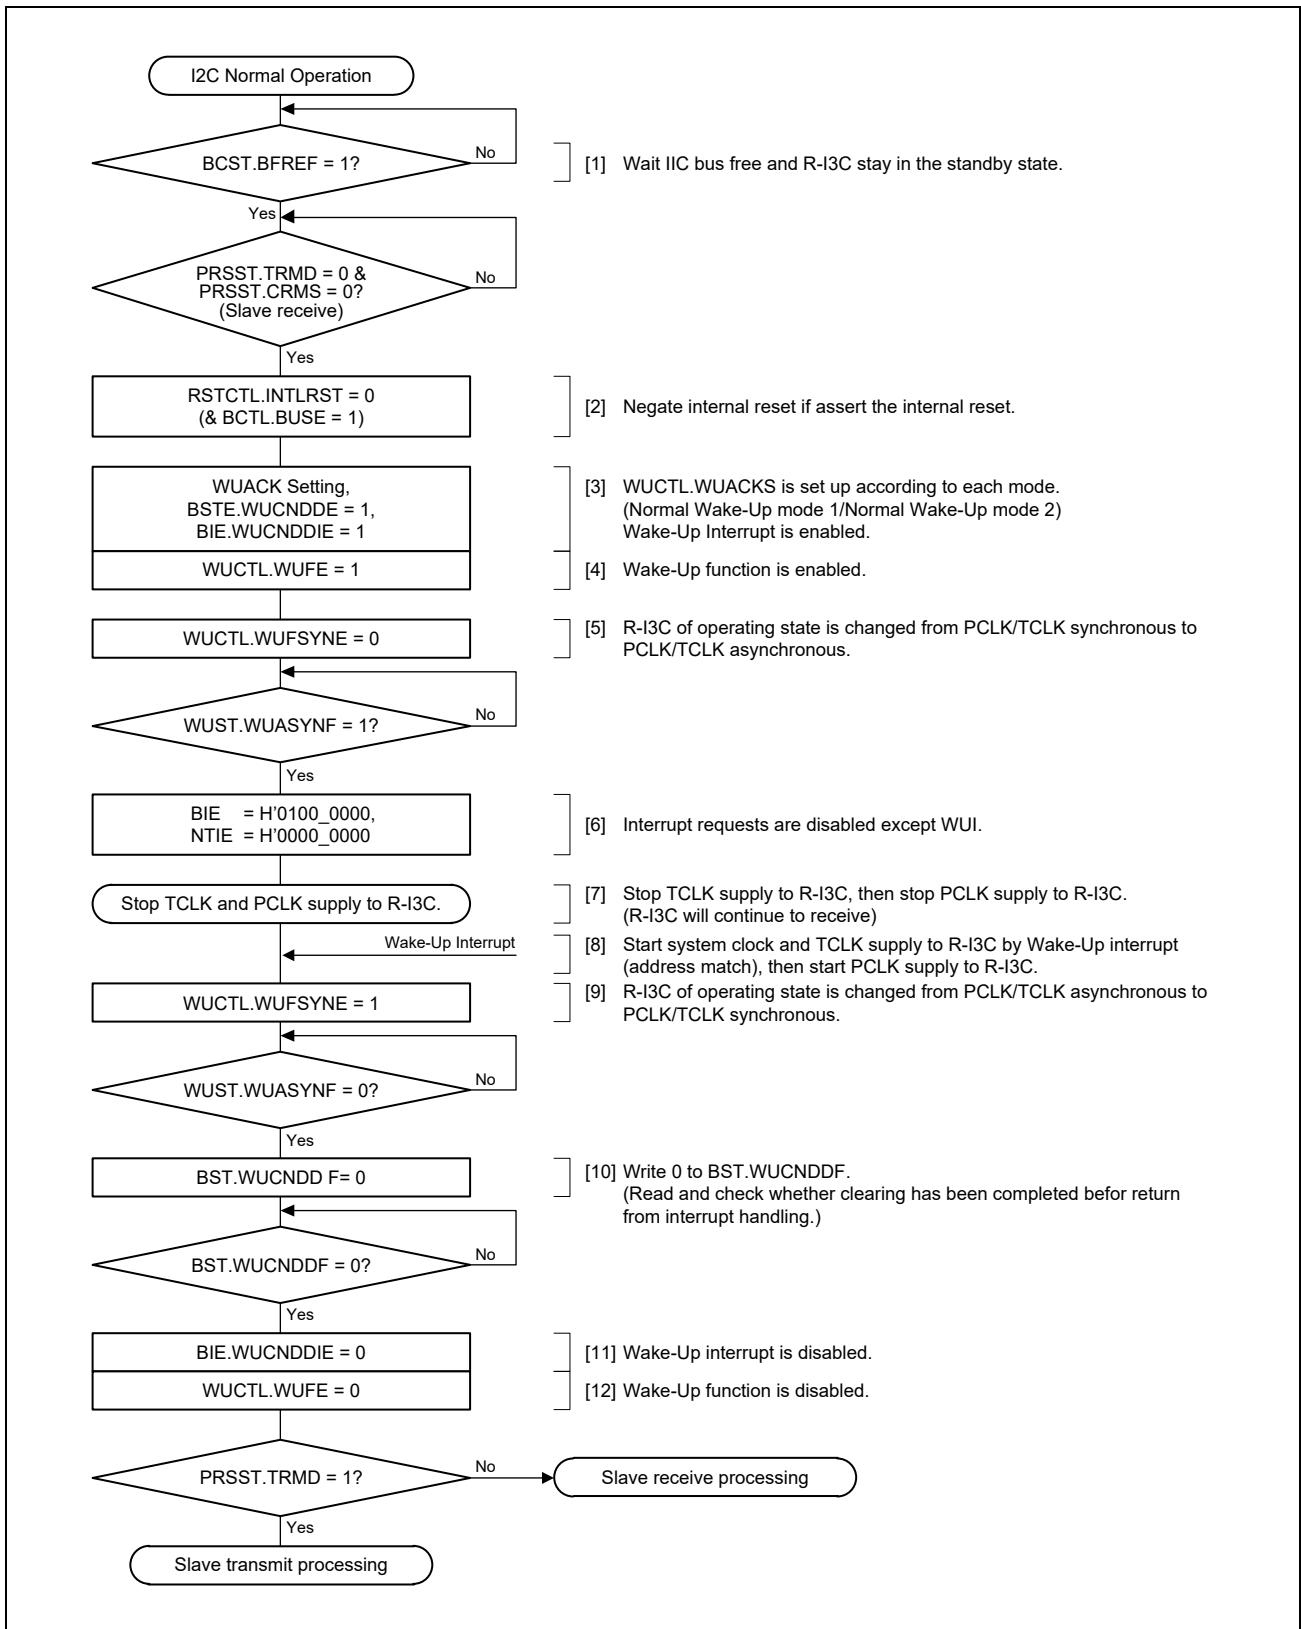 I2C Normal Operation
BCST.BFREF = 1?
No
[1] Wait IIC bus free and R-I3C stay in the standby state.
Yes
PRSST.TRMD = 0 &
PRSST.CRMS = 0?
(Slave receive)
No
Yes
RSTCTL.INTLRST = 0
(& BCTL.BUSE = 1)
[2] Negate internal reset if assert the internal reset.
WUACK Setting,
BSTE.WUCNDDE = 1,
BIE.WUCNDDIE = 1
[3] WUCTL.WUACKS is set up according to each mode.
(Normal Wake-Up mode 1/Normal Wake-Up mode 2)
Wake-Up Interrupt is enabled.
WUCTL.WUFE = 1
[4] Wake-Up function is enabled.
WUCTL.WUFSYNE = 0
[5] R-I3C of operating state is changed from PCLK/TCLK synchronous to
PCLK/TCLK asynchronous.
WUST.WUASYNF = 1?
No
Yes
BIE = H'0100_0000,
NTIE = H'0000_0000
[6] Interrupt requests are disabled except WUI.
Stop TCLK and PCLK supply to R-I3C.
[7] Stop TCLK supply to R-I3C, then stop PCLK supply to R-I3C.
(R-I3C will continue to receive)
Wake-Up Interrupt
[8] Start system clock and TCLK supply to R-I3C by Wake-Up interrupt
(address match), then start PCLK supply to R-I3C.
WUCTL.WUFSYNE = 1
[9] R-I3C of operating state is changed from PCLK/TCLK asynchronous to
PCLK/TCLK synchronous.
WUST.WUASYNF = 0?
No
Yes
BST.WUCNDD F= 0
[10] Write 0 to BST.WUCNDDF.
(Read and check whether clearing has been completed befor return
from interrupt handling.)
BST.WUCNDDF = 0?
No
Yes
BIE.WUCNDDIE = 0
[11] Wake-Up interrupt is disabled.
WUCTL.WUFE = 0
[12] Wake-Up function is disabled.
PRSST.TRMD = 1?
No
Slave receive processing
Yes
Slave transmit processing